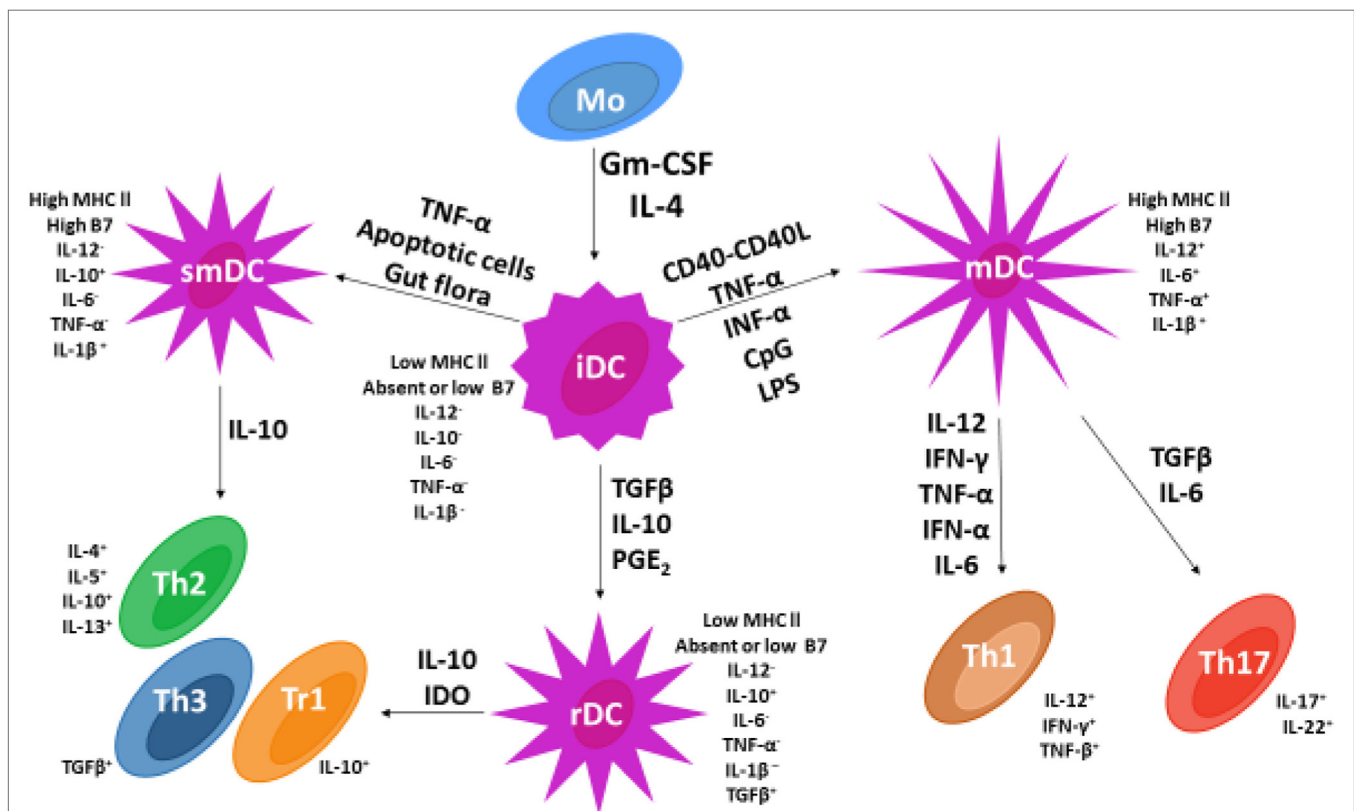 Mo
Gm-CSF
IL-4
High MHC II
High B7
IL-12⁻
IL-10⁺
IL-6⁻
TNF-α⁻
IL-1β⁺
smDC
TNF-α
Apoptotic cells
Gut flora
CD40-CD40L
TNF-α
INF-α
CpG
LPS
mDC
High MHC II
High B7
IL-12⁺
IL-6⁺
TNF-α⁺
IL-1β⁺
iDC
Low MHC II
Absent or low B7
IL-12⁻
IL-10⁻
IL-6⁻
TNF-α⁻
IL-1β⁻
IL-10
TGFβ
IL-10
PGE₂
IL-12
IFN-γ
TNF-α
IFN-α
IL-6
TGFβ
IL-6
IL-4⁺
IL-5⁺
IL-10⁺
IL-13⁺
Th2
Th3
TGFβ⁺
Tr1
IL-10⁺
IL-10
IDO
rDC
Low MHC II
Absent or low B7
IL-12⁻
IL-10⁺
IL-6⁻
TNF-α⁻
IL-1β⁻
TGFβ⁺
Th1
IL-12⁺
IFN-γ⁺
TNF-β⁺
Th17
IL-17⁺
IL-22⁺